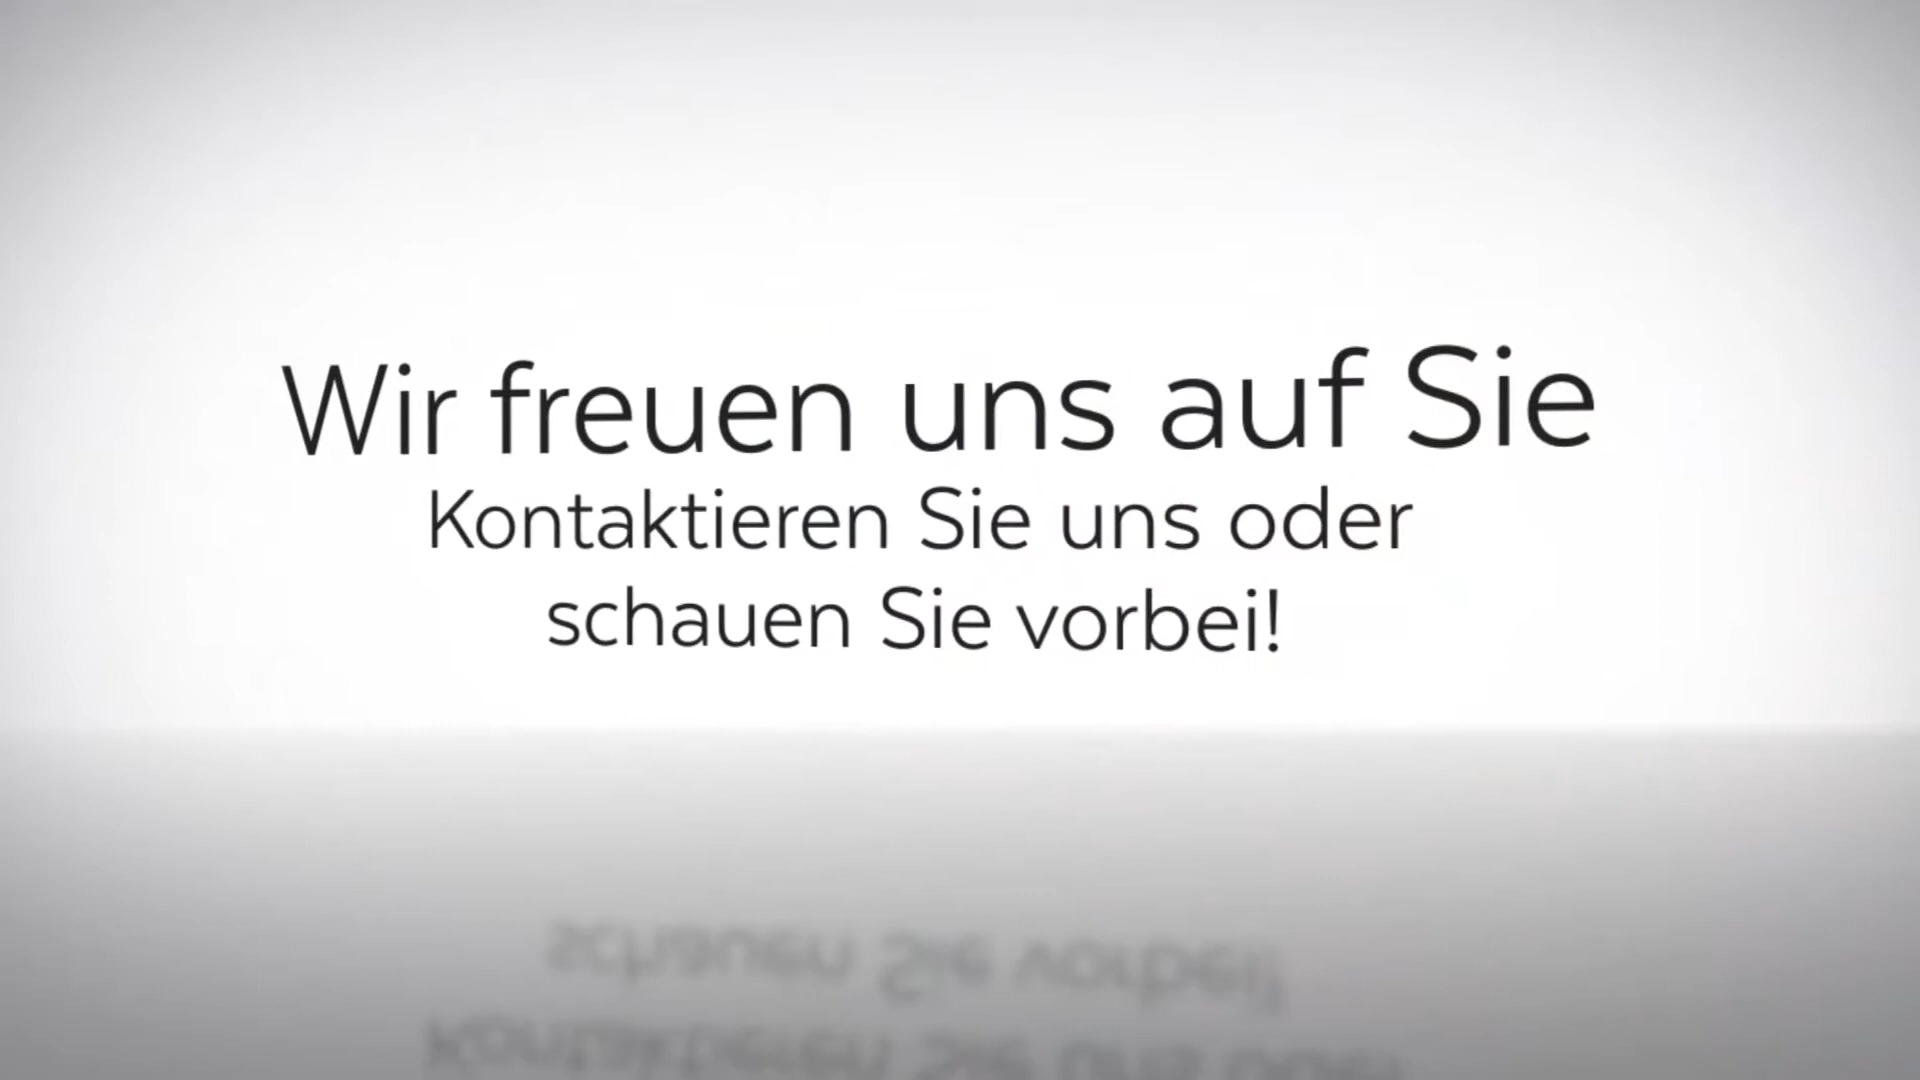 Wir freuen uns auf Sie
Kontaktieren Sie uns oder
schauen Sie vorbei!